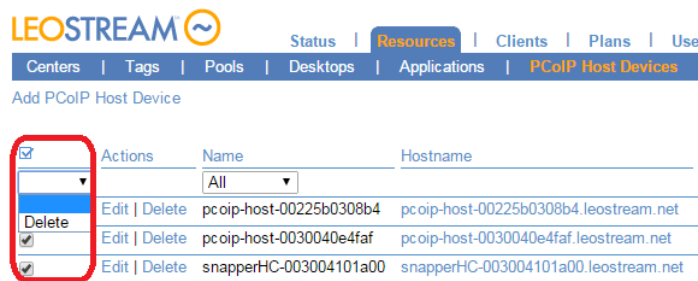 LEOSTREAM
Status | Resources | Clients | Plans | Use
Centers | Tags | Pools | Desktops | Applications | PCoIP Host Devices
Add PCoIP Host Device
Actions Name Hostname
All
Edit | Delete pcoip-host-00225b0308b4 pcoip-host-00225b0308b4.leostream.net
Delete
Edit | Delete pcoip-host-0030040e4faf pcoip-host-0030040e4faf.leostream.net
Edit | Delete snapperHC-003004101a00 snapperHC-003004101a00.leostream.net